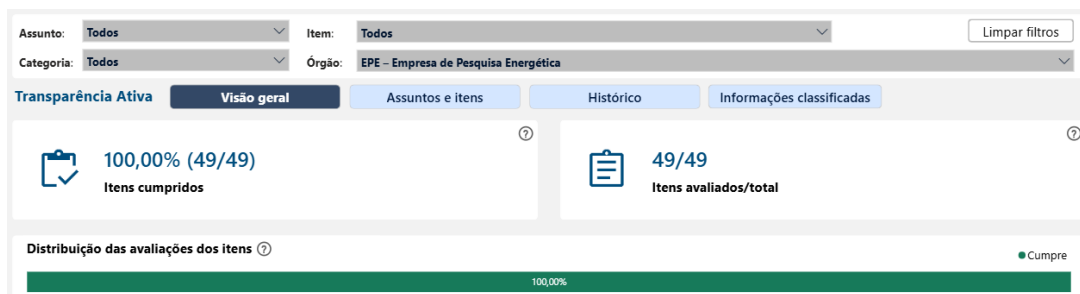 Assunto: Todos Item: Todos Limpar filtros
Categoria: Todos Órgão: EPE – Empresa de Pesquisa Energética
Transparência Ativa Visão geral Assuntos e itens Histórico Informações classificadas
100,00% (49/49)
Itens cumpridos
?
49/49
Itens avaliados/total
?
Distribuição das avaliações dos itens ?
Cumpre
100,00%